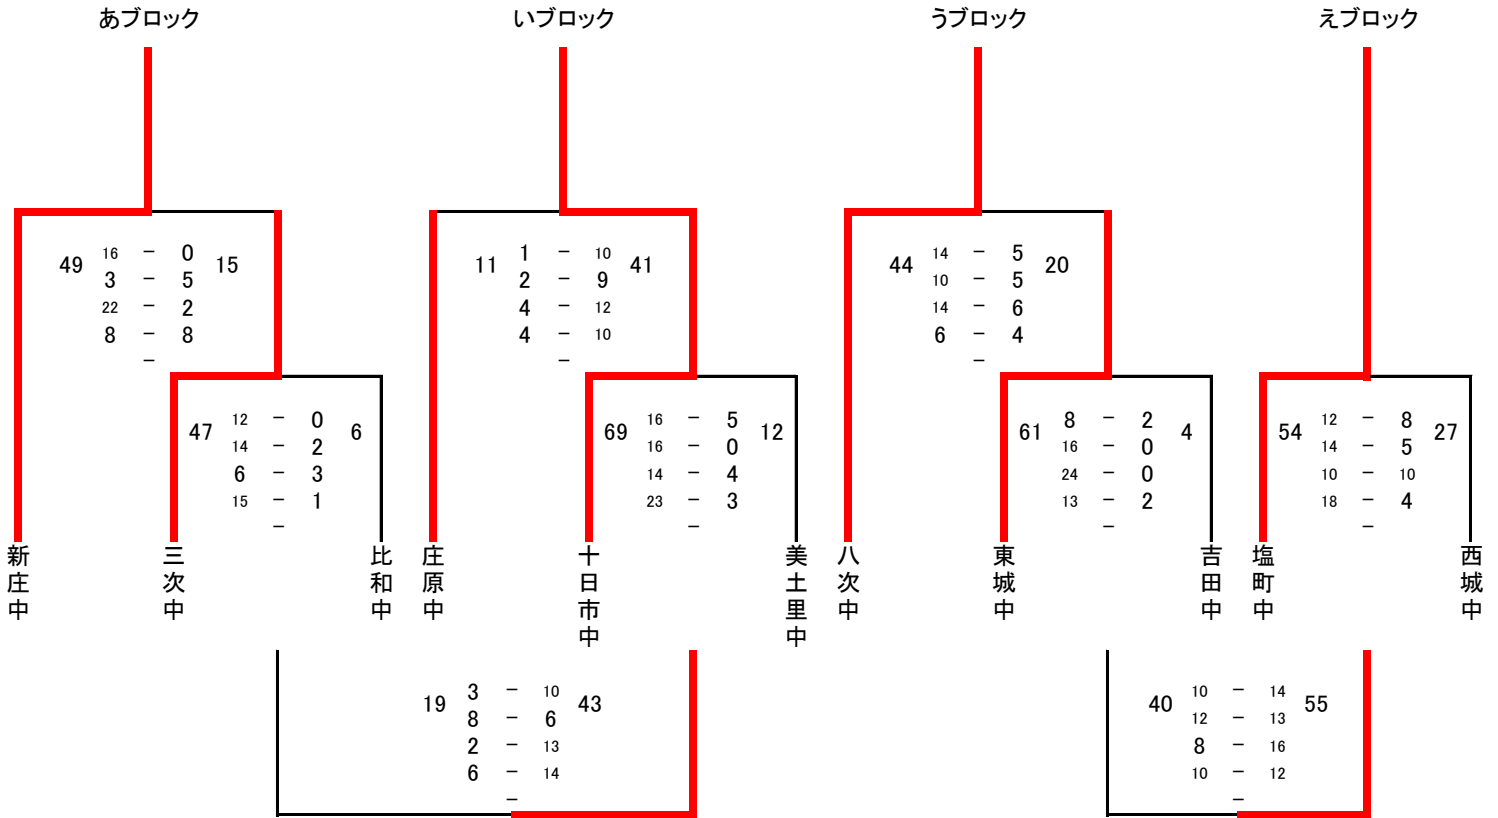 あブロック いブロック うブロック えブロック
16 － 0
49 3 － 5 15
22 － 2
8 － 8
－
1 － 10
11 2 － 9 41
4 － 12
4 － 10
－
14 － 5
44 10 － 5 20
14 － 6
6 － 4
－
12 － 0
47 14 － 2 6
6 － 3
15 － 1
－
16 － 5
69 16 － 0 12
14 － 4
23 － 3
－
8 － 2
61 16 － 0 4
24 － 0
13 － 2
－
12 － 8
54 14 － 5 27
10 － 10
18 － 4
－
新庄中
三次中
比和中
庄原中
十日市中
美土里中
八次中
東城中
吉田中
塩町中
西城中
3 － 10
19 8 － 6 43
2 － 13
6 － 14
－
10 － 14
40 12 － 13 55
8 － 16
10 － 12
－